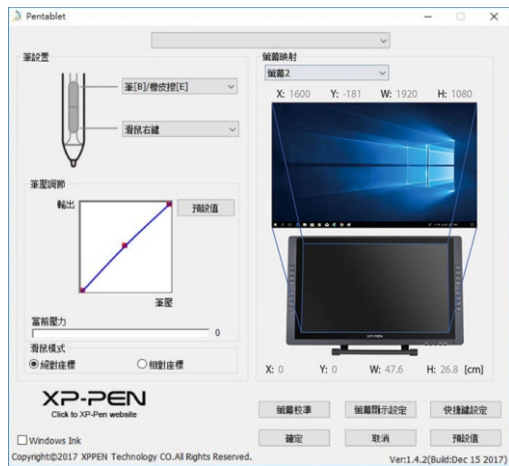 Pentablet
筆設置
筆[B]/橡皮擦[E]
滑鼠右鍵
筆壓調節
輸出
預設值
筆壓
當前壓力
0
滑鼠模式
絕對座標
相對座標
XP-PEN
Click to XP-Pen website
Windows Ink
Copyright©2017 XPPEN Technology CO.All Rights Reserved.
螢幕映射
螢幕2
X: 1600 Y: -181 W: 1920 H: 1080
XP-PEN
X: 0 Y: 0 W: 47.6 H: 26.8 [cm]
螢幕校準
螢幕顯示設定
快捷鍵設定
確定
取消
預設值
Ver:1.4.2(Build:Dec 15 2017)